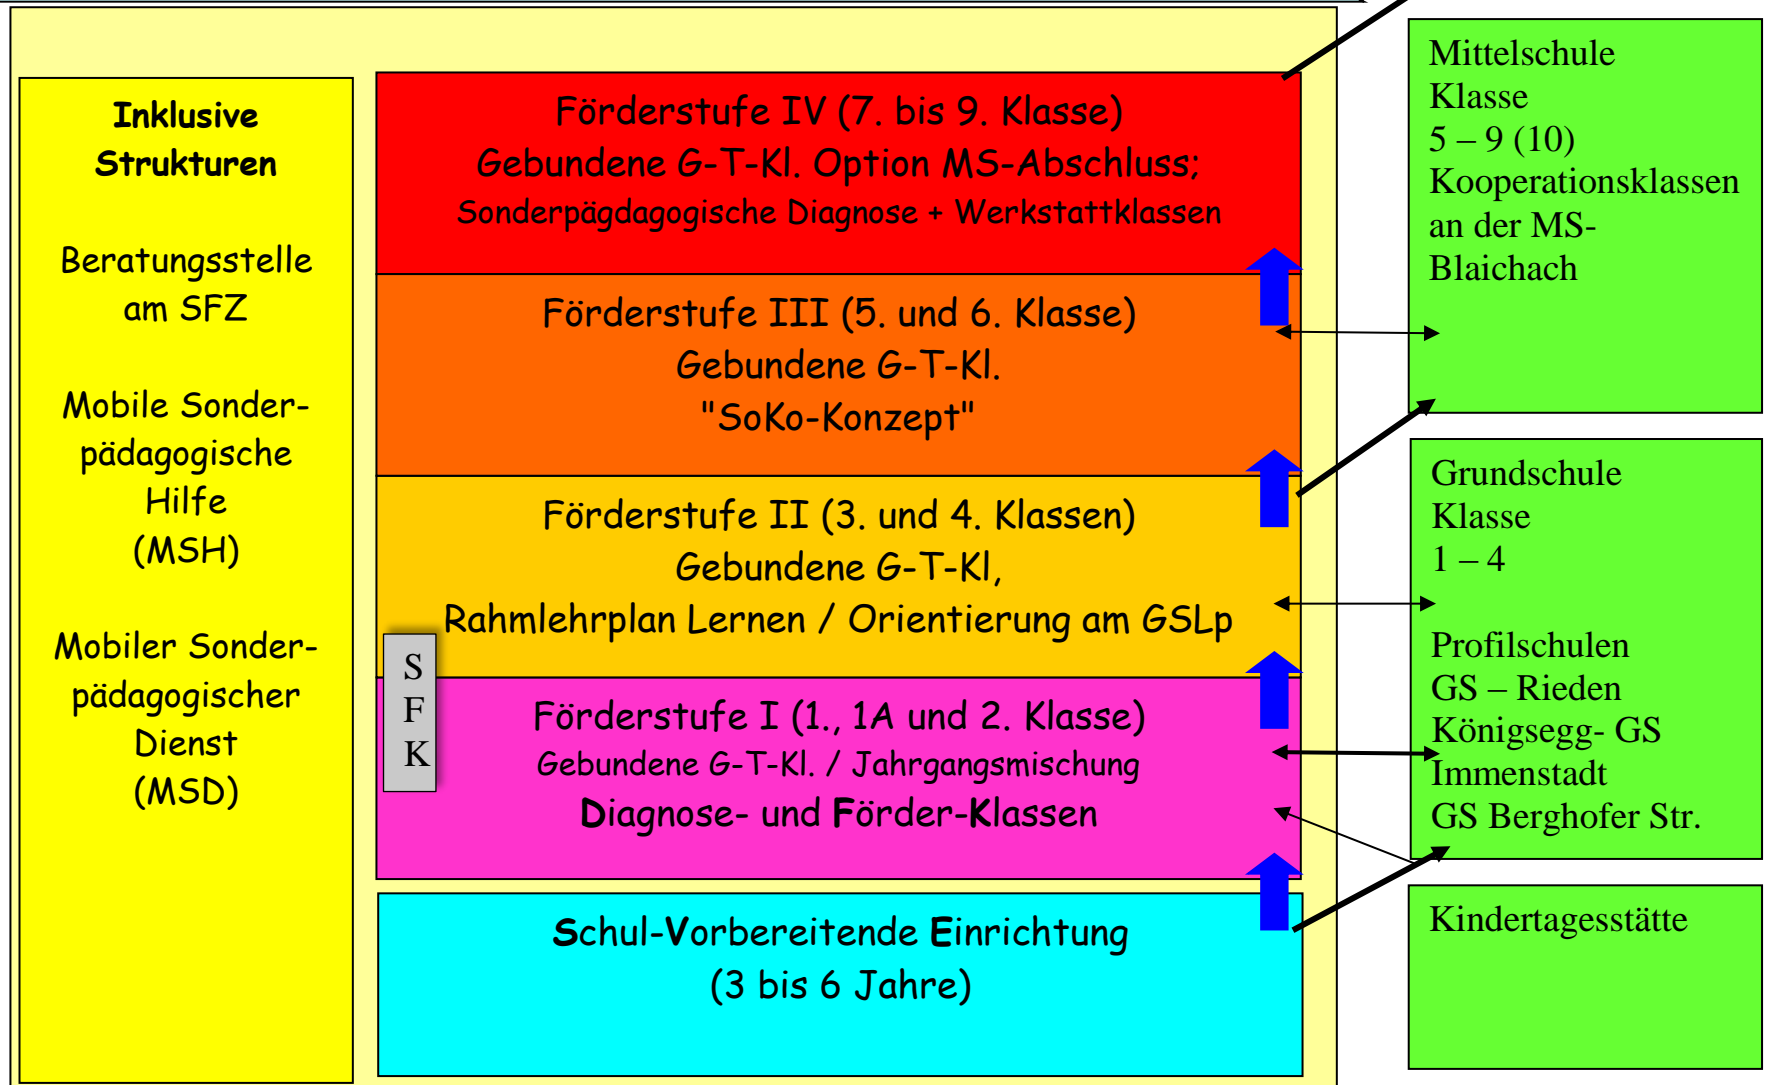 Inklusive
Strukturen
Beratungsstelle
am SFZ
Mobile Sonder-
pädagogische
Hilfe
(MSH)
Mobiler Sonder-
pädagogischer
Dienst
(MSD)
Förderstufe IV (7. bis 9. Klasse)
Gebundene G-T-Kl. Option MS-Abschluss;
Sonderpägdagogische Diagnose + Werkstattklassen
Förderstufe III (5. und 6. Klasse)
Gebundene G-T-Kl.
"SoKo-Konzept"
Förderstufe II (3. und 4. Klassen)
Gebundene G-T-Kl,
Rahmlehrplan Lernen / Orientierung am GSLp
S
F
K
Förderstufe I (1., 1A und 2. Klasse)
Gebundene G-T-Kl. / Jahrgangsmischung
Diagnose- und Förder-Klassen
Schul-Vorbereitende Einrichtung
(3 bis 6 Jahre)
Mittelschule
Klasse
5 – 9 (10)
Kooperationsklassen
an der MS-
Blaichach
Grundschule
Klasse
1 – 4
Profilschulen
GS – Rieden
Königsegg- GS
Immenstadt
GS Berghofer Str.
Kindertagesstätte